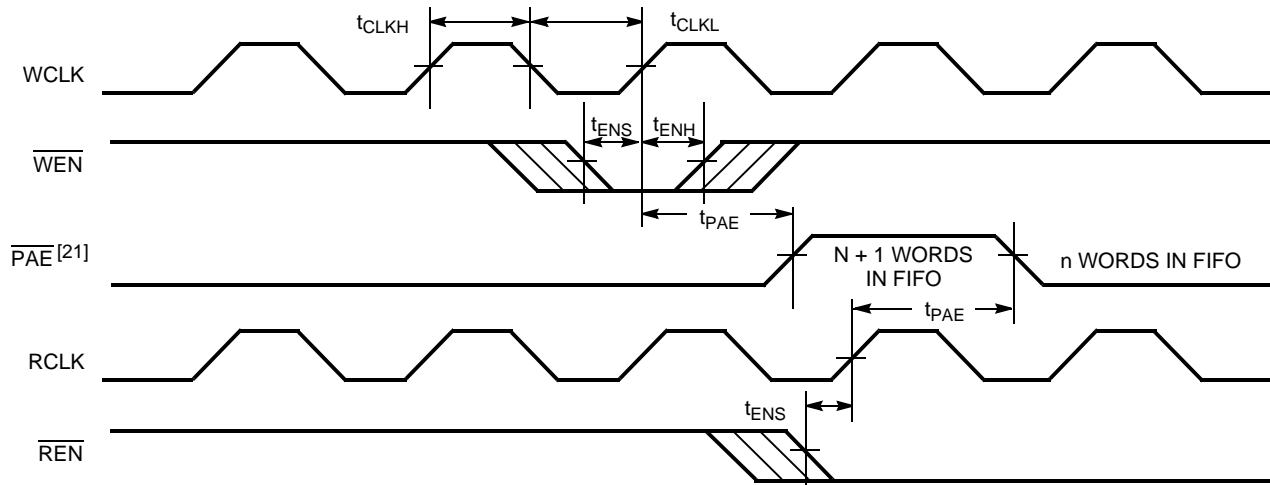 tCLKH
tCLKL
WCLK
tENS
tENH
WEN
tPAE
PAE [21]
N + 1 WORDS
IN FIFO
n WORDS IN FIFO
tPAE
RCLK
tENS
REN